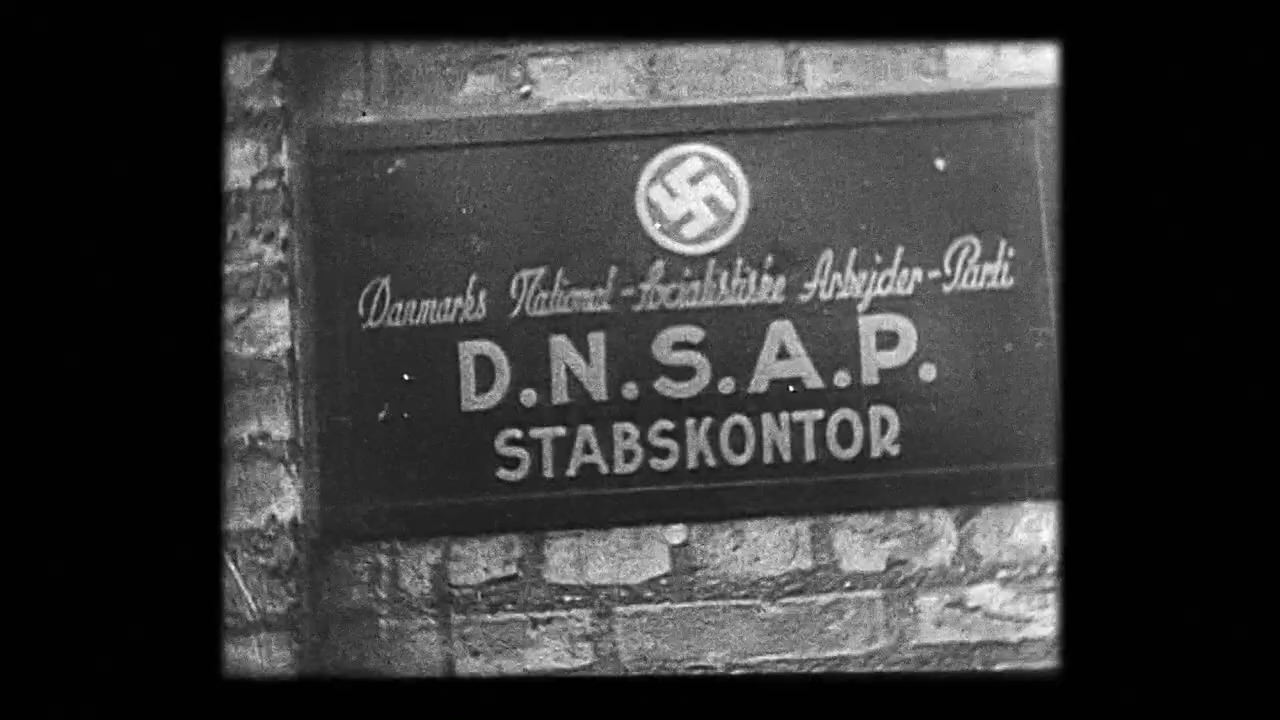 Danmarks National-Socialistiske Arbejder-Parti
D.N.S.A.P.
STABSKONTOR